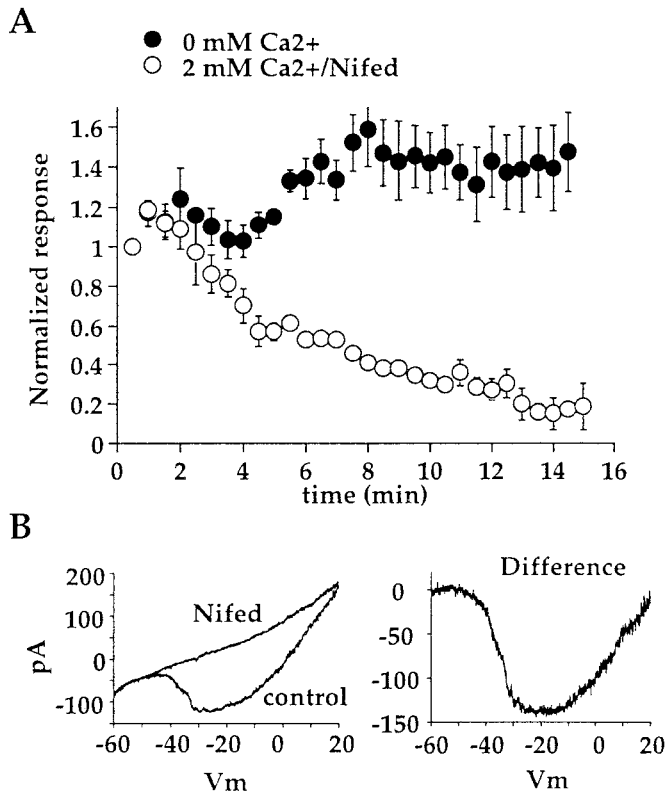 A
0 mM Ca2+
2 mM Ca2+/Nifed
Normalized response
1.6
1.4
1.2
1
0.8
0.6
0.4
0.2
0
0 2 4 6 8 10 12 14 16
time (min)
B
pA
200
100
0
-100
Nifed
control
-60 -40 -20 0 20
Vm
Difference
0
-50
-100
-150
-60 -40 -20 0 20
Vm